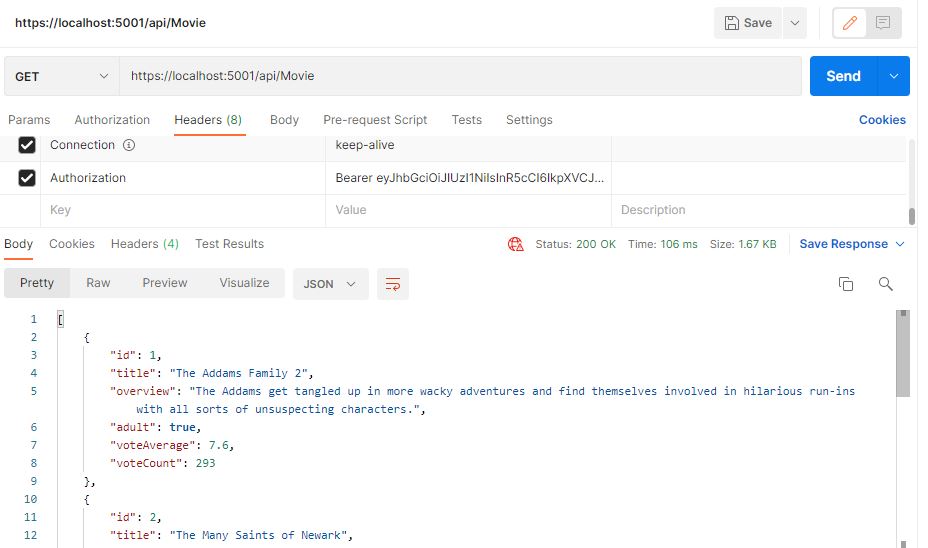 https://localhost:5001/api/Movie Save
GET https://localhost:5001/api/Movie Send
Params Authorization Headers (8) Body Pre-request Script Tests Settings Cookies
Connection keep-alive
Authorization Bearer eyJhbGciOiJIUzI1NiIsInR5cCI6IkpXVCJ...
Key Value Description
Body Cookies Headers (4) Test Results Status: 200 OK Time: 106 ms Size: 1.67 KB Save Response
Pretty Raw Preview Visualize JSON
1 [
2 {
3 "id": 1,
4 "title": "The Addams Family 2",
5 "overview": "The Addams get tangled up in more wacky adventures and find themselves involved in hilarious run-ins
with all sorts of unsuspecting characters.",
6 "adult": true,
7 "voteAverage": 7.6,
8 "voteCount": 293
9 },
10 {
11 "id": 2,
12 "title": "The Many Saints of Newark",